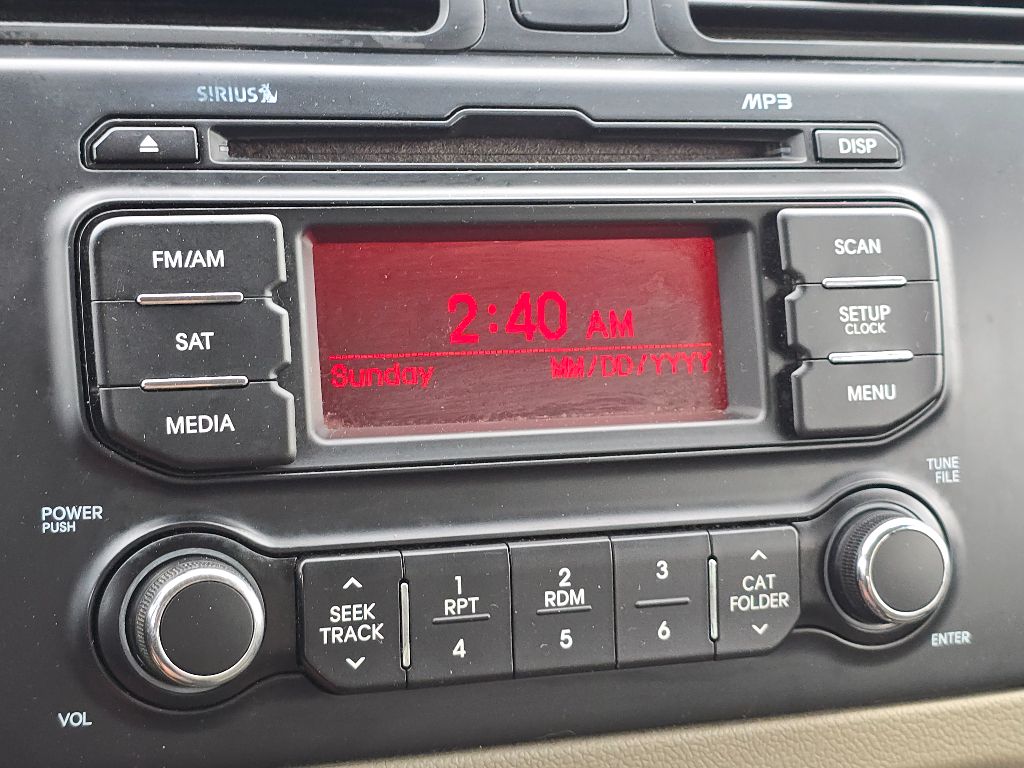 SIRIUS
MP3
DISP
FM/AM
SAT
MEDIA
2:40 AM
Sunday MM/DD/YYYY
SCAN
SETUP
CLOCK
MENU
POWER
PUSH
VOL
SEEK
TRACK
1
RPT
4
2
RDM
5
3
6
CAT
FOLDER
TUNE
FILE
ENTER